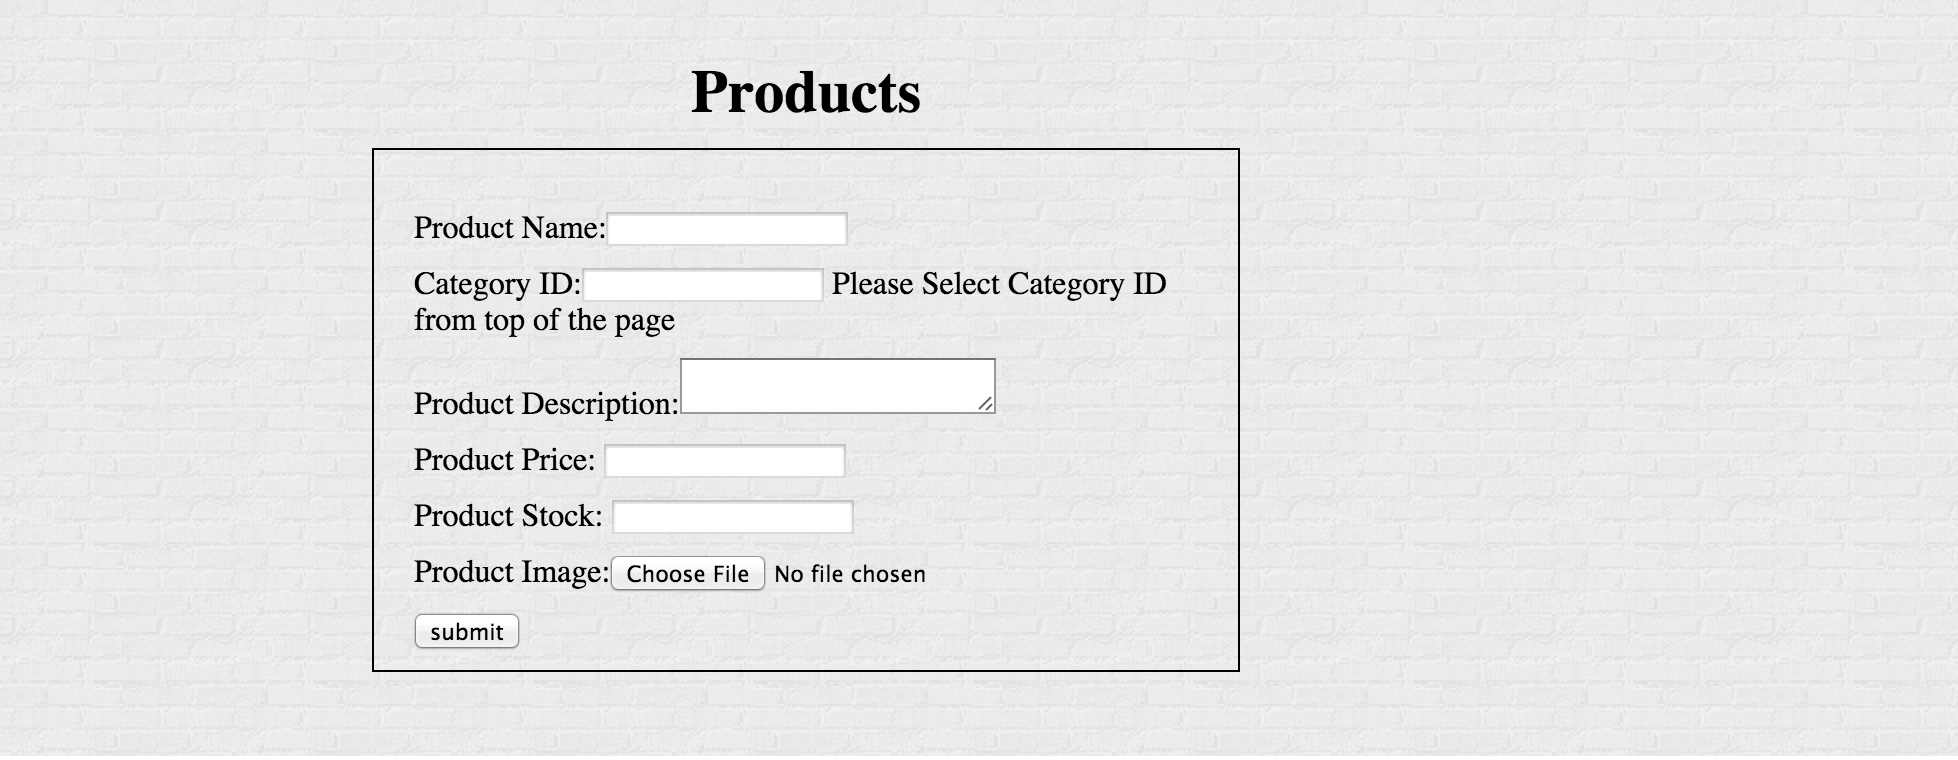 Products
Product Name:
Category ID: Please Select Category ID
from top of the page
Product Description:
Product Price:
Product Stock:
Product Image: Choose File No file chosen
submit